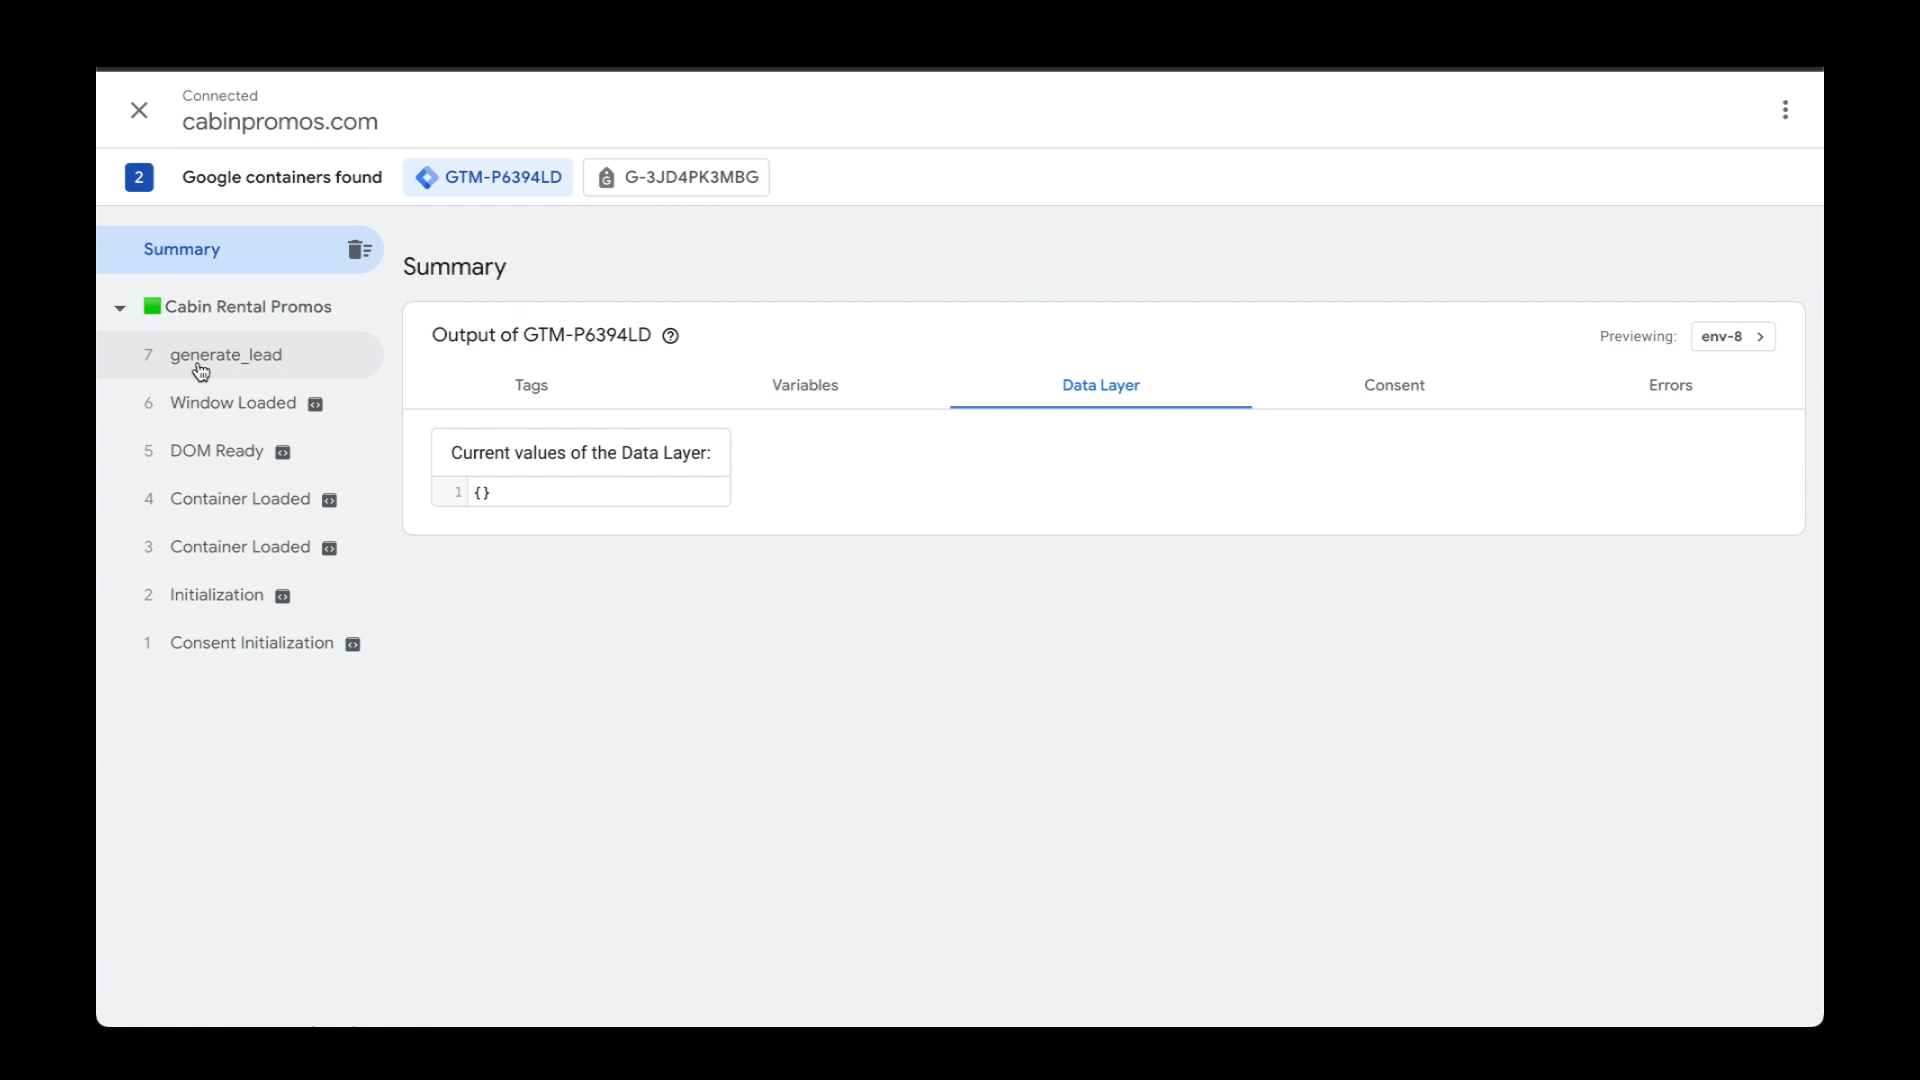 Connected
cabinpromos.com
2 Google containers found GTM-P6394LD G-3JD4PK3MBG
Summary
Cabin Rental Promos
7 generate_lead
6 Window Loaded
5 DOM Ready
4 Container Loaded
3 Container Loaded
2 Initialization
1 Consent Initialization
Summary
Output of GTM-P6394LD
Previewing: env-8
Tags Variables Data Layer Consent Errors
Current values of the Data Layer:
1 {}